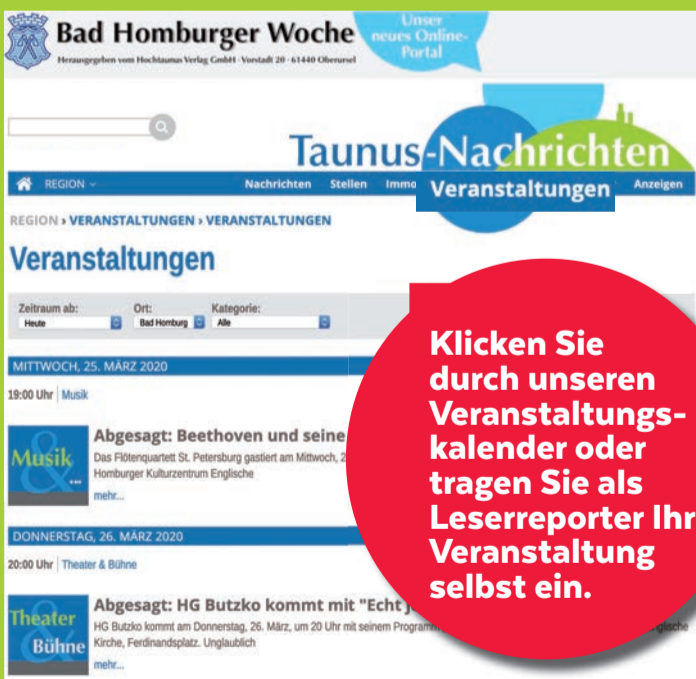 Bad Homburger Woche
Herausgegeben vom Hochtaunus Verlag GmbH · Vorstadt 20 · 61440 Oberursel
Unser
neues Online-
Portal
Taunus-Nachrichten
REGION
Nachrichten Stellen Immo Veranstaltungen Anzeigen
REGION › VERANSTALTUNGEN › VERANSTALTUNGEN
Veranstaltungen
Zeitraum ab: Ort: Kategorie:
Heute Bad Homburg Alle
MITTWOCH, 25. MÄRZ 2020
19:00 Uhr | Musik
Musik
&...
Abgesagt: Beethoven und seine
Das Flötenquartett St. Petersburg gastiert am Mittwoch, 2
Homburger Kulturzentrum Englische
mehr...
DONNERSTAG, 26. MÄRZ 2020
20:00 Uhr | Theater & Bühne
Theater
&
Bühne
Abgesagt: HG Butzko kommt mit "Echt j
HG Butzko kommt am Donnerstag, 26. März, um 20 Uhr mit seinem Programm
Kirche, Ferdinandsplatz. Unglaublich
mehr...
Klicken Sie
durch unseren
Veranstaltungs-
kalender oder
tragen Sie als
Leserreporter Ihre
Veranstaltung
selbst ein.